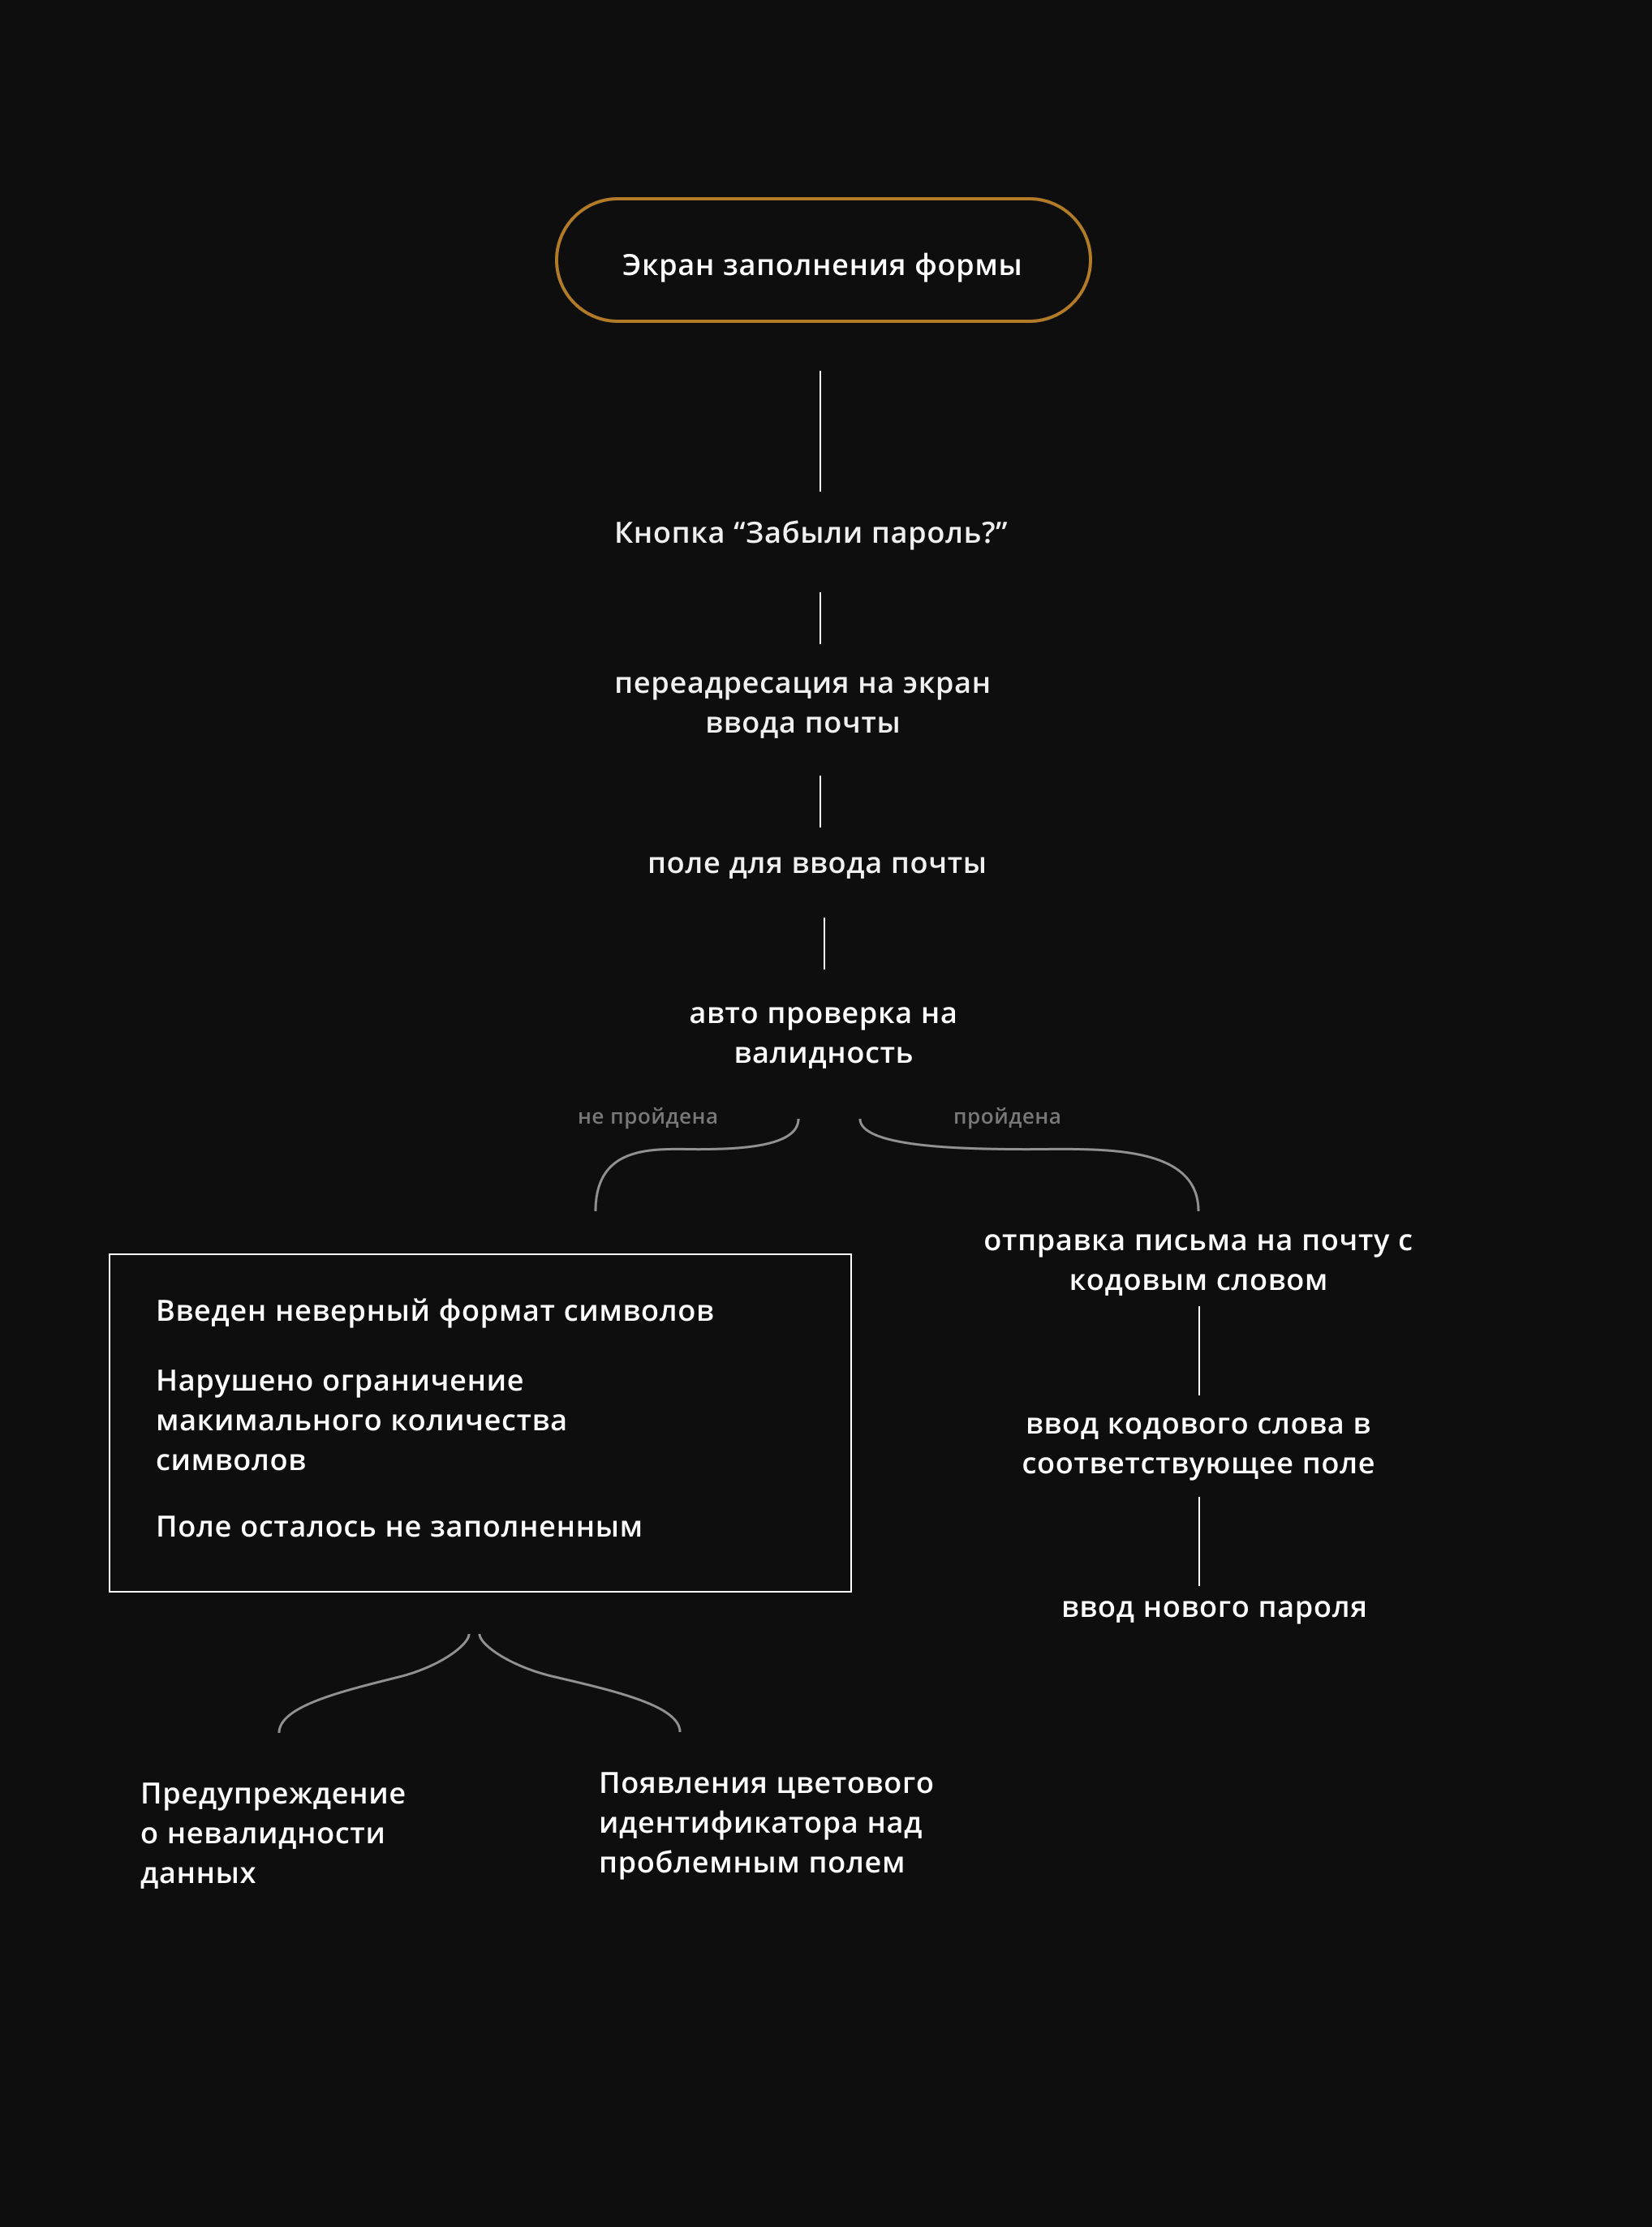 Экран заполнения формы
Кнопка “Забыли пароль?”
переадресация на экран
ввода почты
поле для ввода почты
авто проверка на
валидность
не пройдена
пройдена
отправка письма на почту с
кодовым словом
Введен неверный формат символов
Нарушено ограничение
макимального количества
символов
Поле осталось не заполненным
ввод кодового слова в
соответствующее поле
ввод нового пароля
Предупреждение
о невалидности
данных
Появления цветового
идентификатора над
проблемным полем